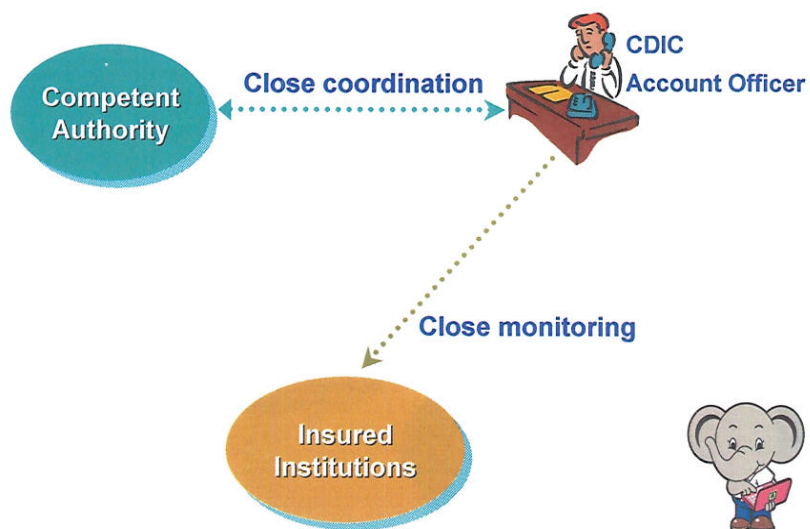 CDIC
Account Officer
Close coordination
Competent
Authority
Close monitoring
Insured
Institutions